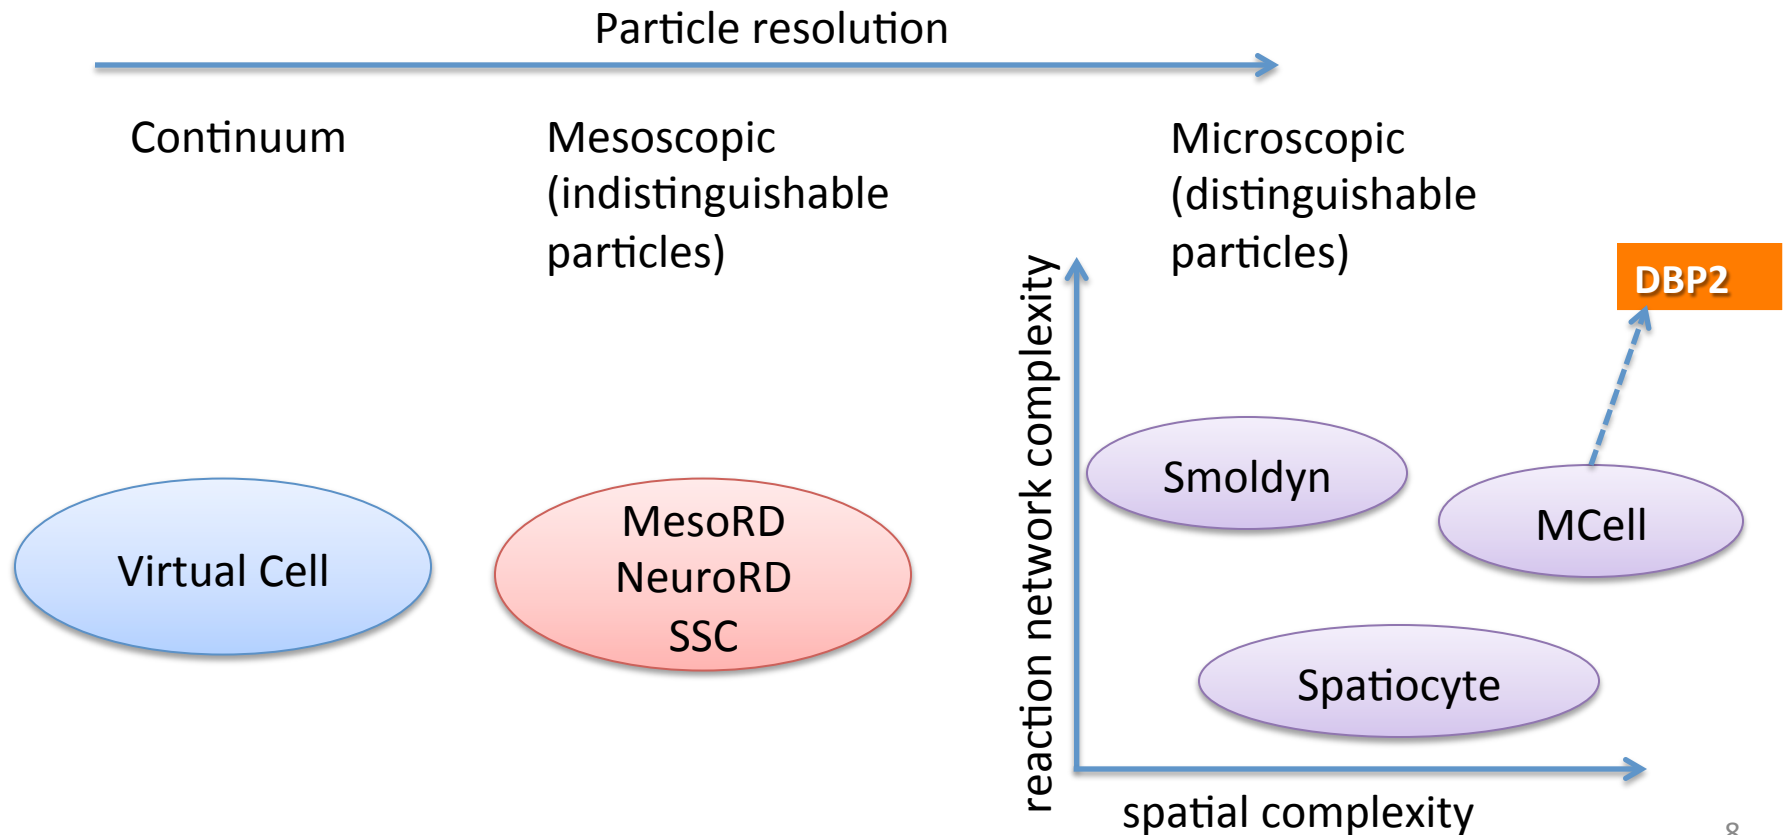 Particle resolution
Continuum
Mesoscopic
(indistinguishable
particles)
Microscopic
(distinguishable
particles)
DBP2
reaction network complexity
Smoldyn
MCell
Virtual Cell
MesoRD
NeuroRD
SSC
Spatiocyte
spatial complexity
8